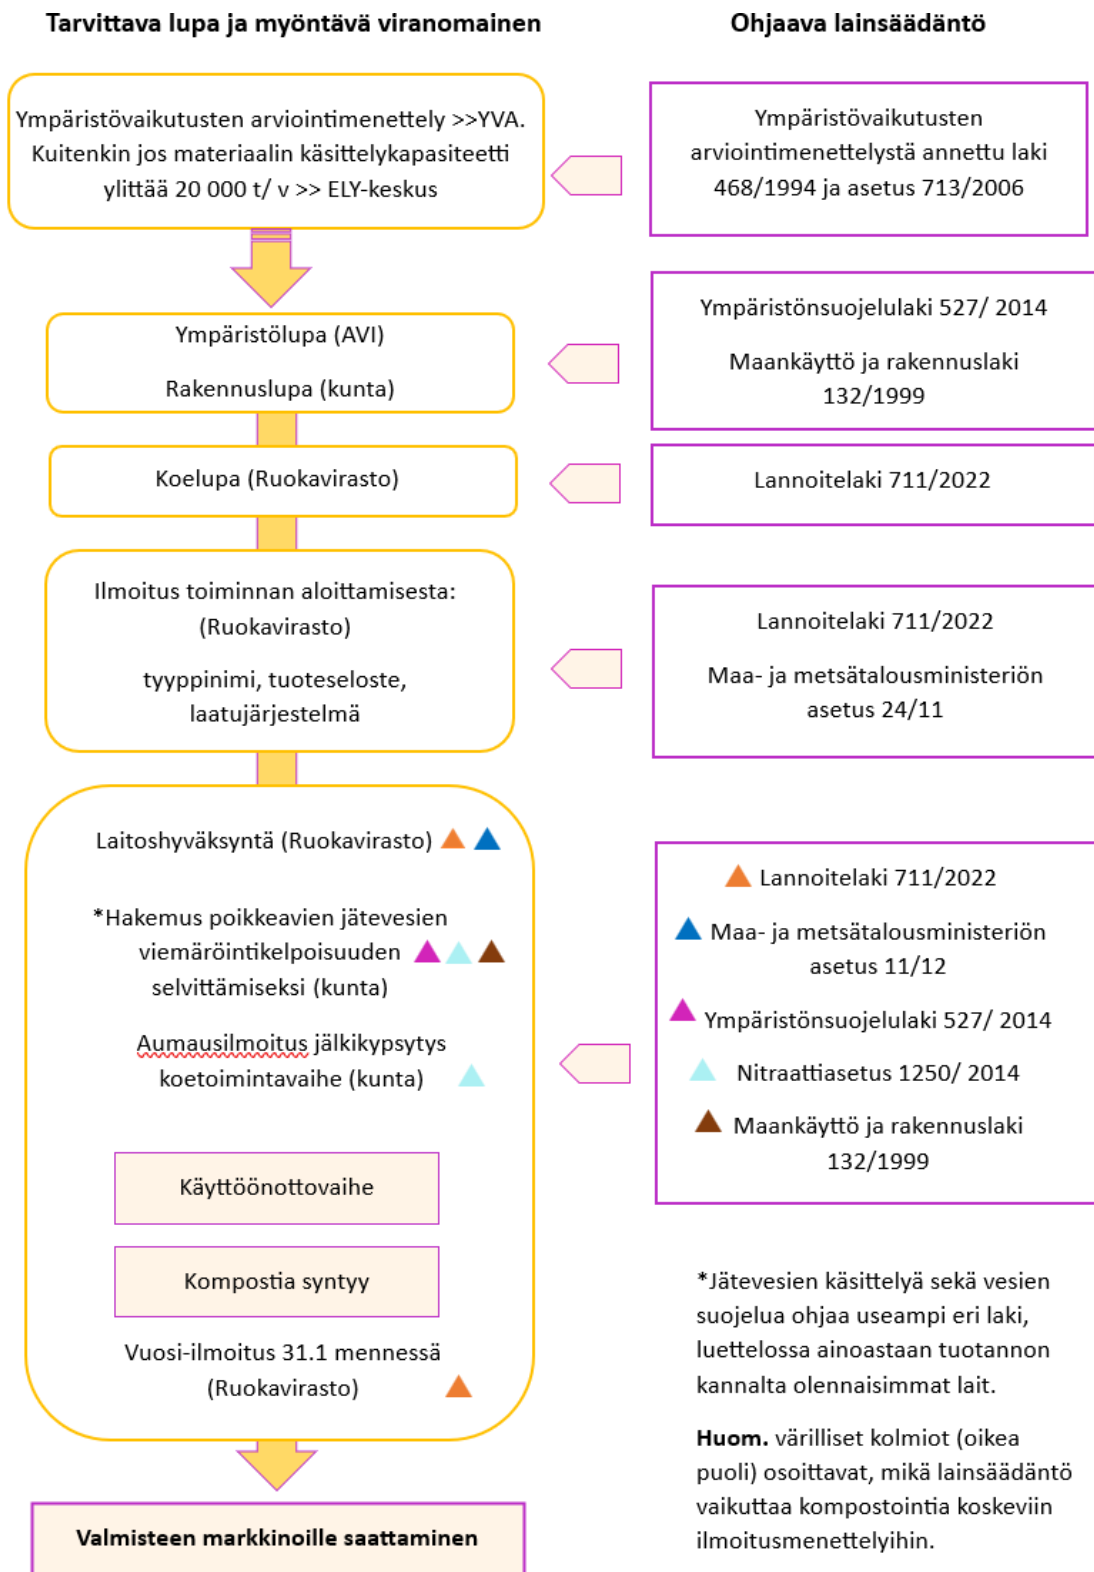 Tarvittava lupa ja myöntävä viranomainen
Ohjaava lainsäädäntö
Ympäristövaikutusten arviointimenettely >>YVA.
Kuitenkin jos materiaalin käsittelykapasiteetti
ylittää 20 000 t/ v >> ELY-keskus
Ympäristövaikutusten
arviointimenettelystä annettu laki
468/1994 ja asetus 713/2006
Ympäristölupa (AVI)
Rakennuslupa (kunta)
Ympäristönsuojelulaki 527/ 2014
Maankäyttö ja rakennuslaki
132/1999
Koelupa (Ruokavirasto)
Lannoitelaki 711/2022
Ilmoitus toiminnan aloittamisesta:
(Ruokavirasto)
tyyppinimi, tuoteseloste,
laatujärjestelmä
Lannoitelaki 711/2022
Maa- ja metsätalousministeriön
asetus 24/11
Laitoshyväksyntä (Ruokavirasto)
*Hakemus poikkeavien jätevesien
viemäröintikelpoisuuden
selvittämiseksi (kunta)
Aumausilmoitus jälkikypsytys
koetoimintavaihe (kunta)
Käyttöönottovaihe
Kompostia syntyy
Vuosi-ilmoitus 31.1 mennessä
(Ruokavirasto)
Lannoitelaki 711/2022
Maa- ja metsätalousministeriön
asetus 11/12
Ympäristönsuojelulaki 527/ 2014
Nitraattiasetus 1250/ 2014
Maankäyttö ja rakennuslaki
132/1999
*Jätevesien käsittelyä sekä vesien
suojelua ohjaa useampi eri laki,
luettelossa ainoastaan tuotannon
kannalta olennaisimmat lait.
Huom. värilliset kolmiot (oikea
puoli) osoittavat, mikä lainsäädäntö
vaikuttaa kompostointia koskeviin
ilmoitusmenettelyihin.
Valmisteen markkinoille saattaminen